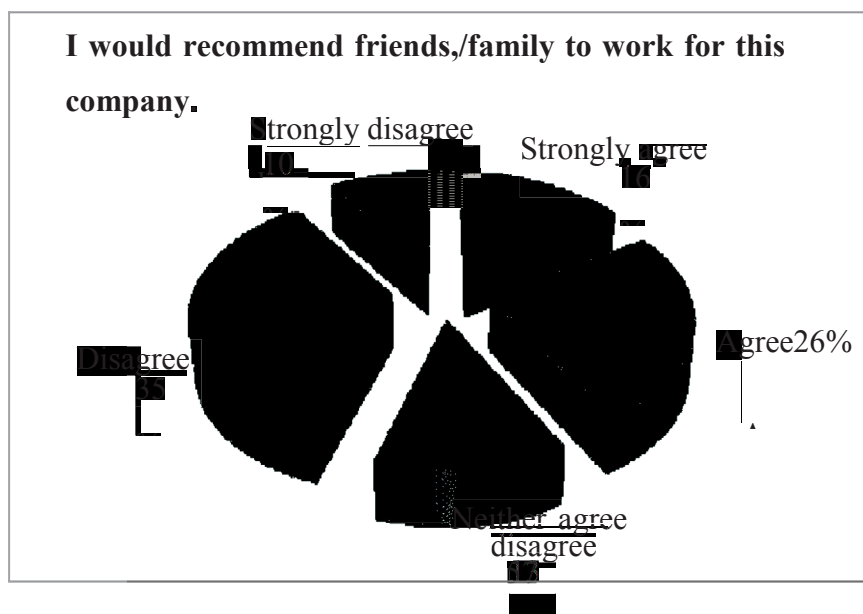 I would recommend friends,/family to work for this
company.
Strongly disagree
10
Strongly agree
16
Disagree
35
Agree26%
Neither agree
disagree